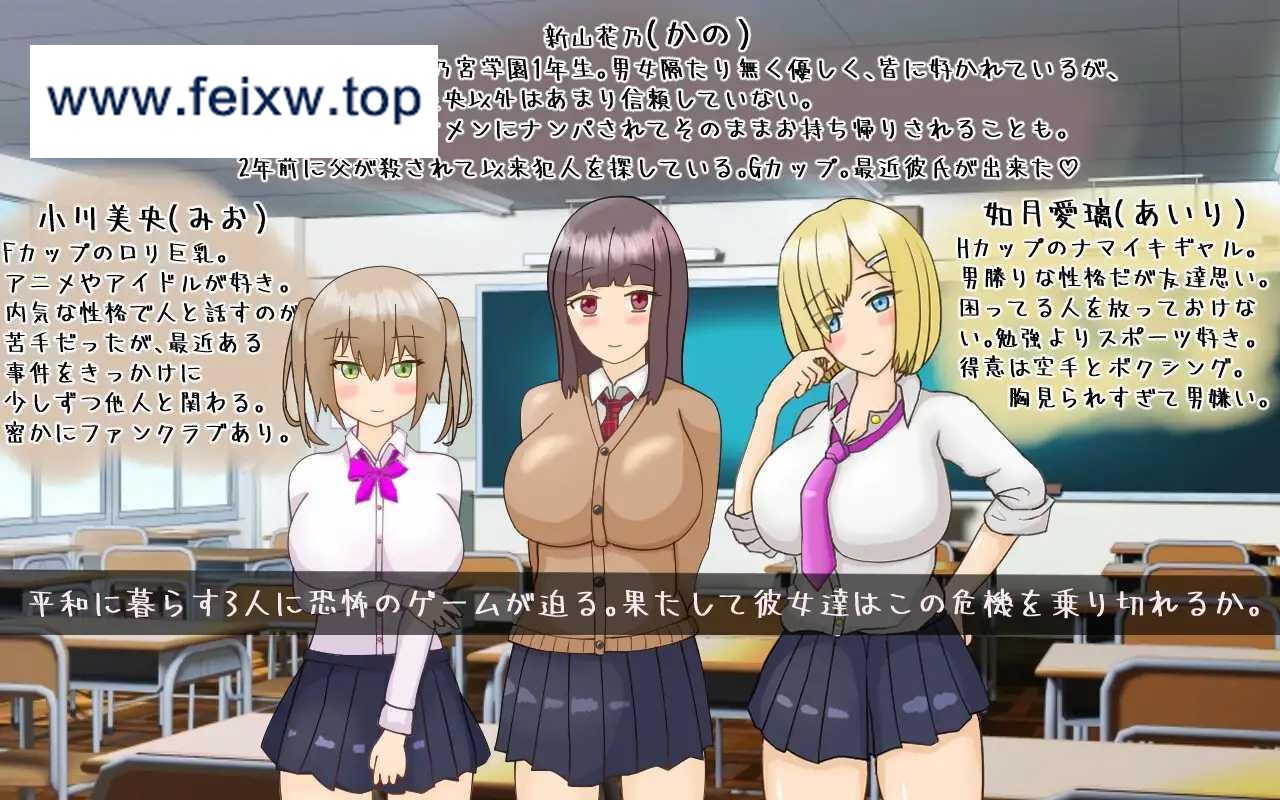 新山花乃(かの)
www.feixw.top
乃宮学園1年生。男女隔たり無く優しく、皆に好かれているが、
央以外はあまり信頼していない。
メンにナンパされてそのままお持ち帰りされることも。
2年前に父が殺されて以来犯人を探している。Gカップ。最近彼氏が出来た♡
小川美央(みお)
Fカップのロリ巨乳。
アニメやアイドルが好き。
内気な性格で人と話すのが
苦手だったが、最近ある
事件をきっかけに
少しずつ他人と関わる。
密かにファンクラブあり。
如月愛璃(あいり)
Hカップのナマイキギャル。
男勝りな性格だが友達思い。
困ってる人を放っておけな
い。勉強よりスポーツ好き。
得意は空手とボクシング。
胸見られすぎて男嫌い。
平和に暮らす3人に恐怖のゲームが迫る。果たして彼女達はこの危機を乗り切れるか。